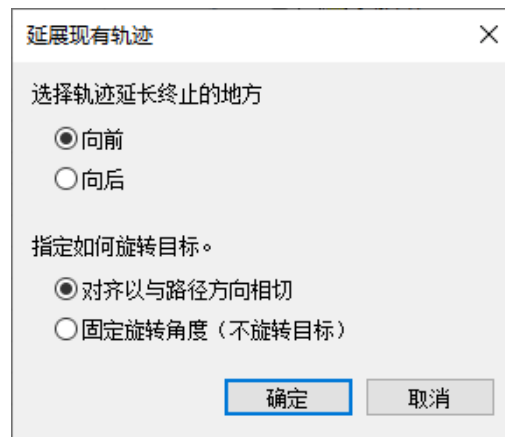 延展现有轨迹
选择轨迹延长终止的地方
向前
向后
指定如何旋转目标。
对齐以与路径方向相切
固定旋转角度（不旋转目标）
确定
取消